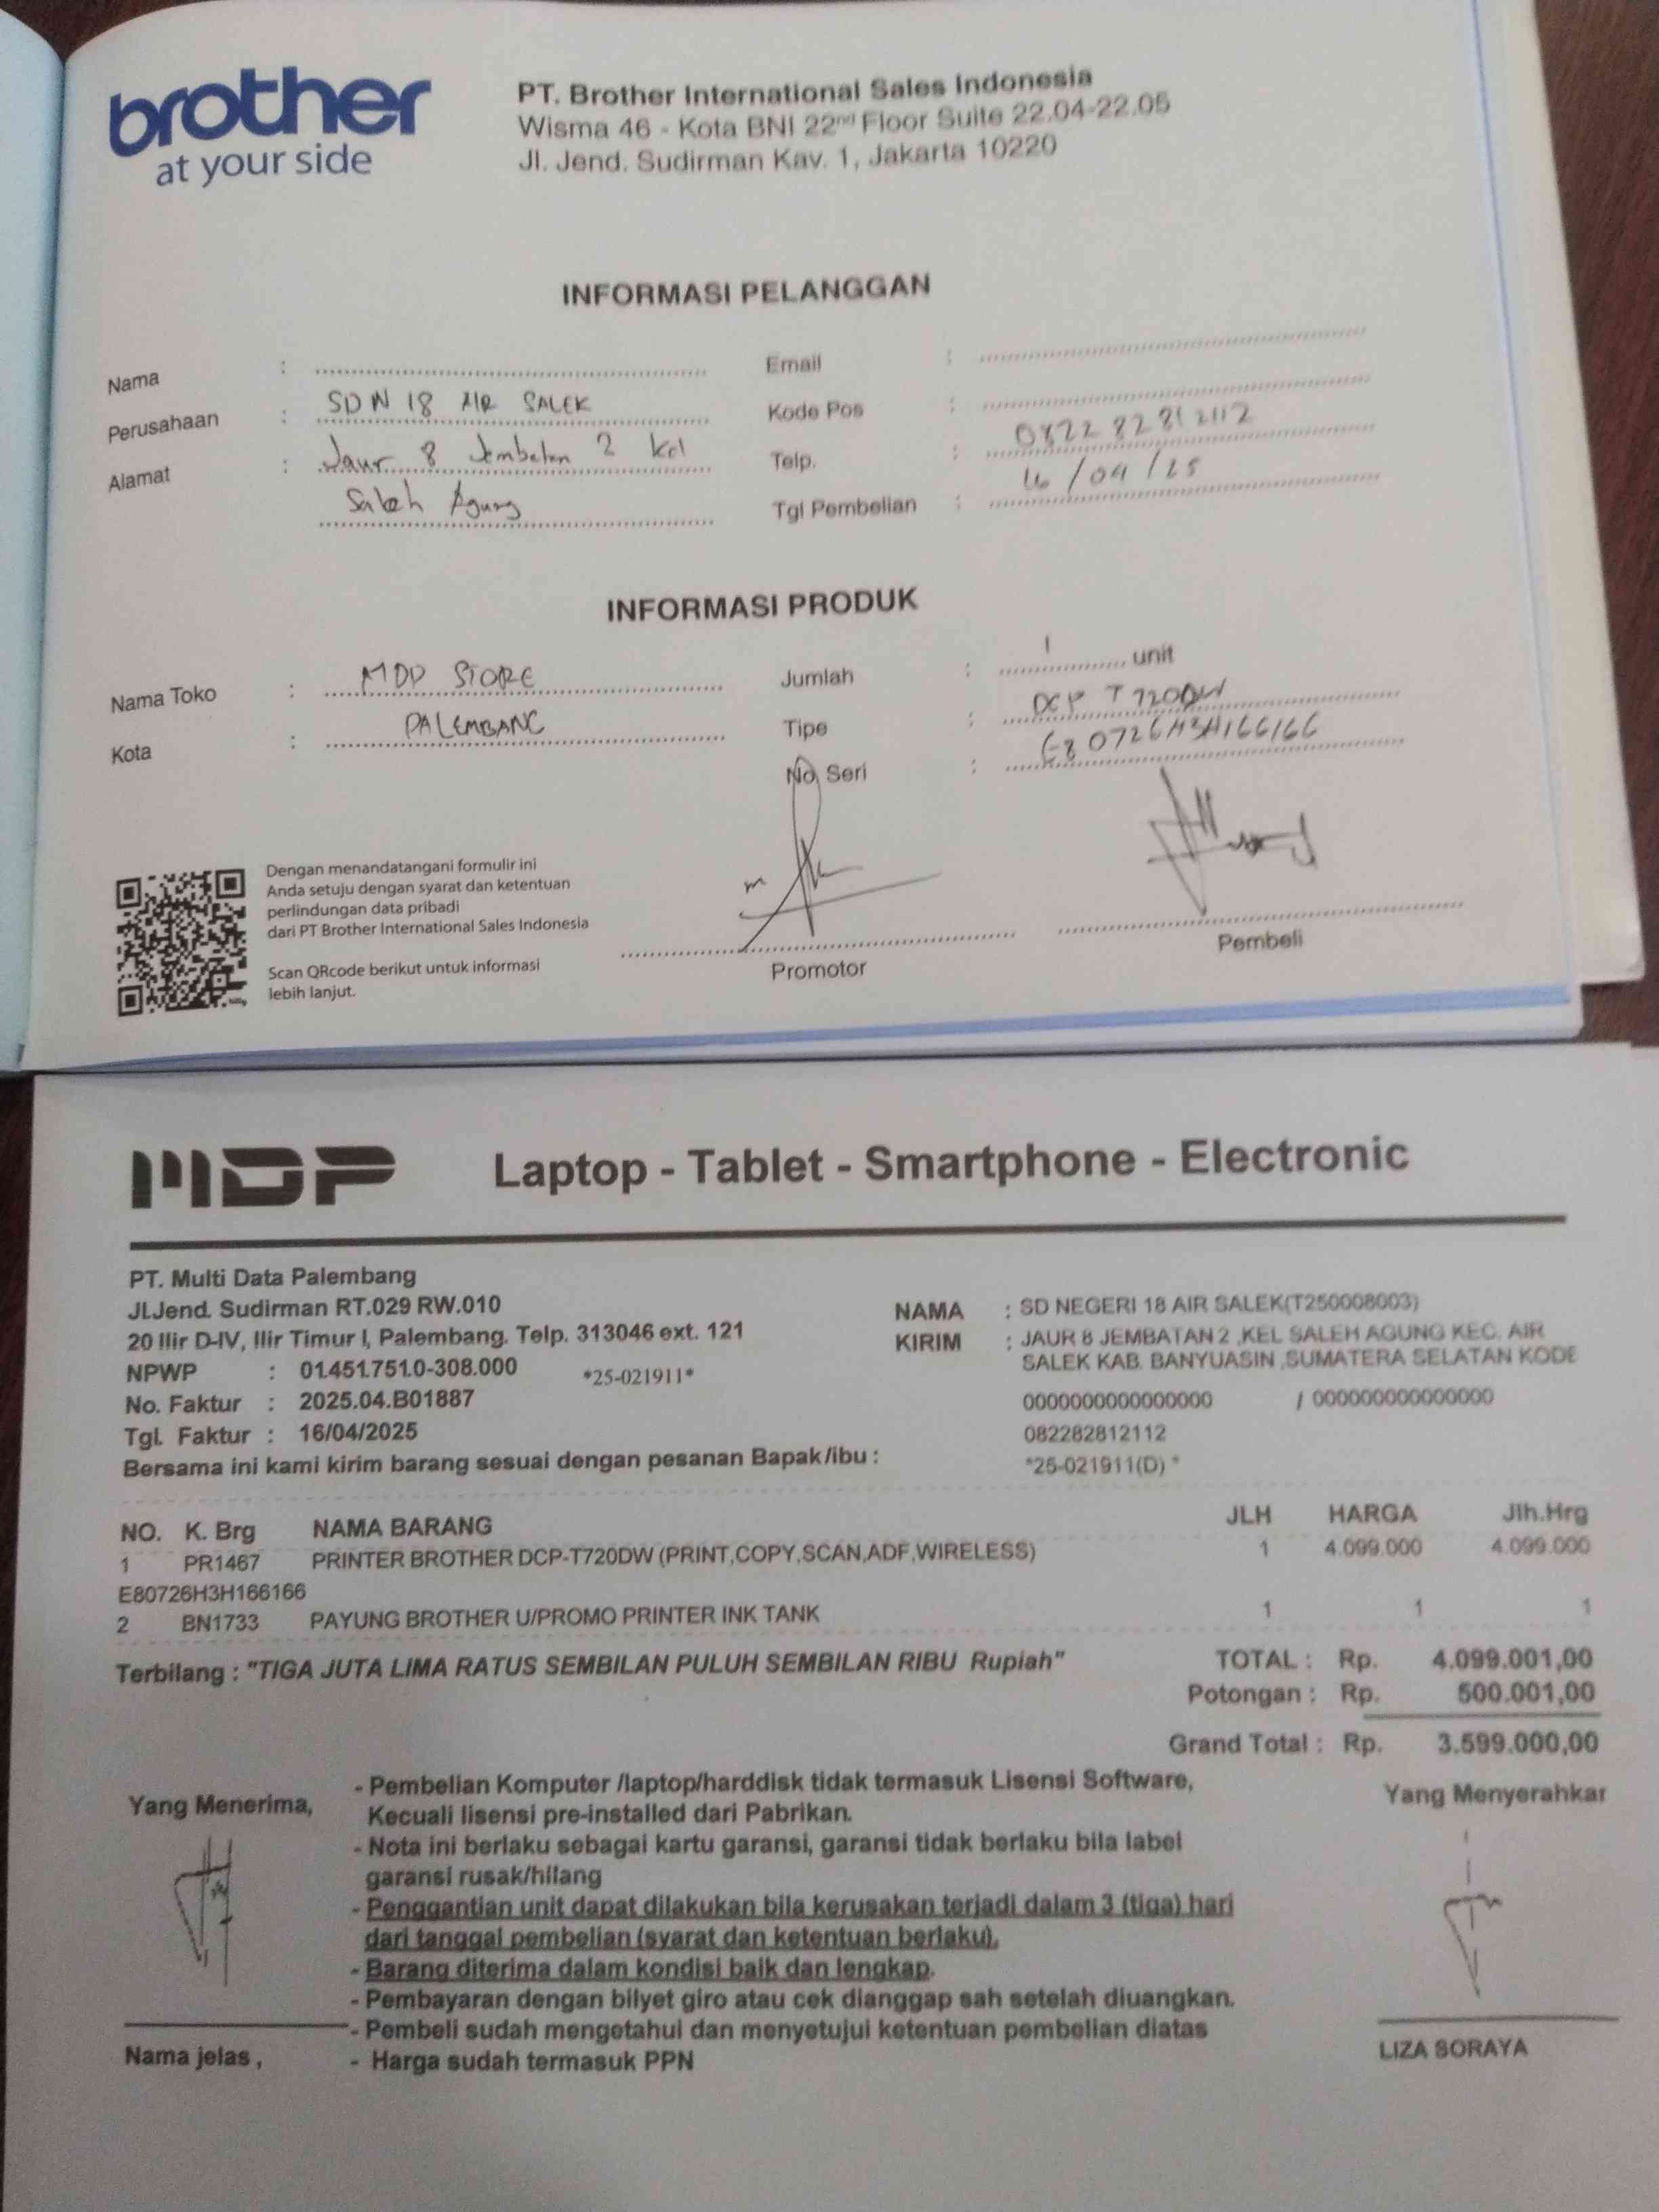 brother
at your side
PT. Brother International Sales Indonesia
Wisma 46 - Kota BNI 22nd Floor Suite 22.04-22.05
Jl. Jend. Sudirman Kav. 1, Jakarta 10220
INFORMASI PELANGGAN
Nama :
Perusahaan : SDN 18 AIR SALEK
Alamat : Jaur 8 Jembatan 2 Kel
Saleh Agung
Email :
Kode Pos :
Telp. : 082282812112
Tgl Pembelian : 16/04/25
INFORMASI PRODUK
Nama Toko : MDP STORE
Kota : PALEMBANG
Jumlah : 1 unit
Tipe : DCP T720DW
No. Seri : E80726H3H166166
Dengan menandatangani formulir ini
Anda setuju dengan syarat dan ketentuan
perlindungan data pribadi
dari PT Brother International Sales Indonesia
Scan QRcode berikut untuk informasi
lebih lanjut.
Promotor
Pembeli
MDP Laptop - Tablet - Smartphone - Electronic
PT. Multi Data Palembang
Jl.Jend. Sudirman RT.029 RW.010
20 Ilir D-IV, Ilir Timur I, Palembang. Telp. 313046 ext. 121
NPWP : 01.451.751.0-308.000 *25-021911*
No. Faktur : 2025.04.B01887
Tgl. Faktur : 16/04/2025
Bersama ini kami kirim barang sesuai dengan pesanan Bapak/ibu :
NAMA : SD NEGERI 18 AIR SALEK(T250008003)
KIRIM : JAUR 8 JEMBATAN 2 ,KEL SALEH AGUNG KEC. AIR
SALEK KAB. BANYUASIN ,SUMATERA SELATAN KODE
0000000000000000 / 000000000000000
082282812112
*25-021911(D) *
NO. K. Brg NAMA BARANG JLH HARGA Jlh.Hrg
1 PR1467 PRINTER BROTHER DCP-T720DW (PRINT,COPY,SCAN,ADF,WIRELESS) 1 4.099.000 4.099.000
E80726H3H166166
2 BN1733 PAYUNG BROTHER U/PROMO PRINTER INK TANK 1 1 1
Terbilang : "TIGA JUTA LIMA RATUS SEMBILAN PULUH SEMBILAN RIBU Rupiah"
TOTAL : Rp. 4.099.001,00
Potongan : Rp. 500.001,00
Grand Total : Rp. 3.599.000,00
Yang Menerima,
- Pembelian Komputer /laptop/harddisk tidak termasuk Lisensi Software,
Kecuali lisensi pre-installed dari Pabrikan.
- Nota ini berlaku sebagai kartu garansi, garansi tidak berlaku bila label
garansi rusak/hilang
- Penggantian unit dapat dilakukan bila kerusakan terjadi dalam 3 (tiga) hari
dari tanggal pembelian (syarat dan ketentuan berlaku).
- Barang diterima dalam kondisi baik dan lengkap.
- Pembayaran dengan bilyet giro atau cek dianggap sah setelah diuangkan.
- Pembeli sudah mengetahui dan menyetujui ketentuan pembelian diatas
- Harga sudah termasuk PPN
Nama jelas ,
Yang Menyerahkan
LIZA SORAYA